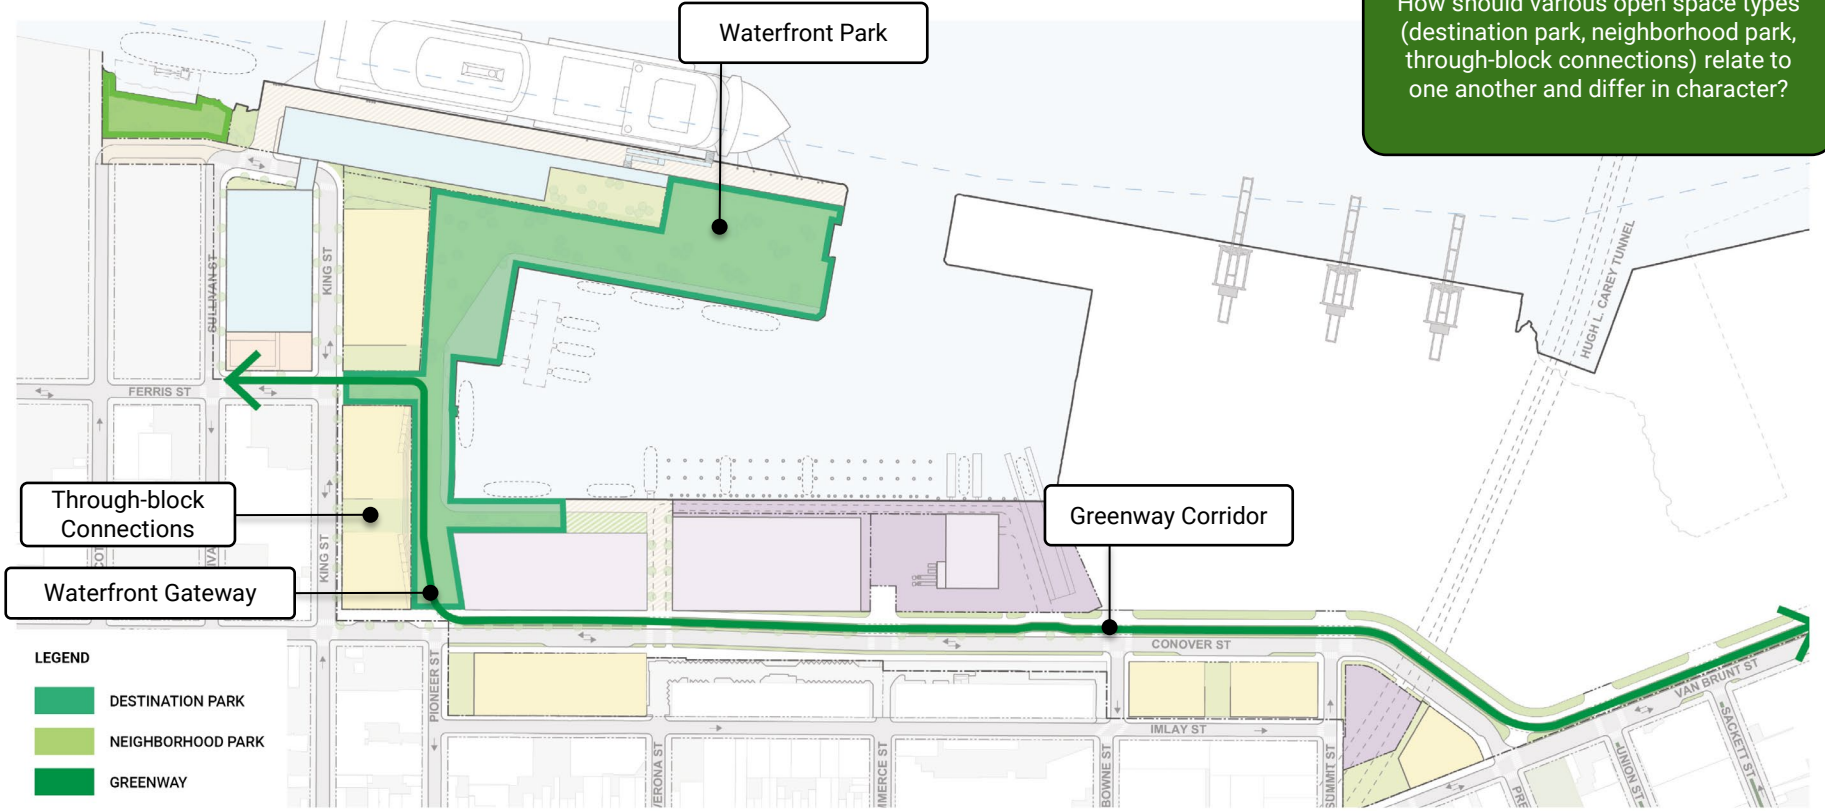 How should various open space types
(destination park, neighborhood park,
through-block connections) relate to
one another and differ in character?
Waterfront Park
HUGH L. CAREY TUNNEL
SULLIVAN ST
KING ST
FERRIS ST
Through-block
Connections
Greenway Corridor
KING ST
Waterfront Gateway
CONOVER ST
LEGEND
DESTINATION PARK
NEIGHBORHOOD PARK
GREENWAY
PIONEER ST
VAN BRUNT ST
IMLAY ST
VERONA ST
MMERCE ST
BOWNE ST
SUMMIT ST
UNION ST
SACKETT ST